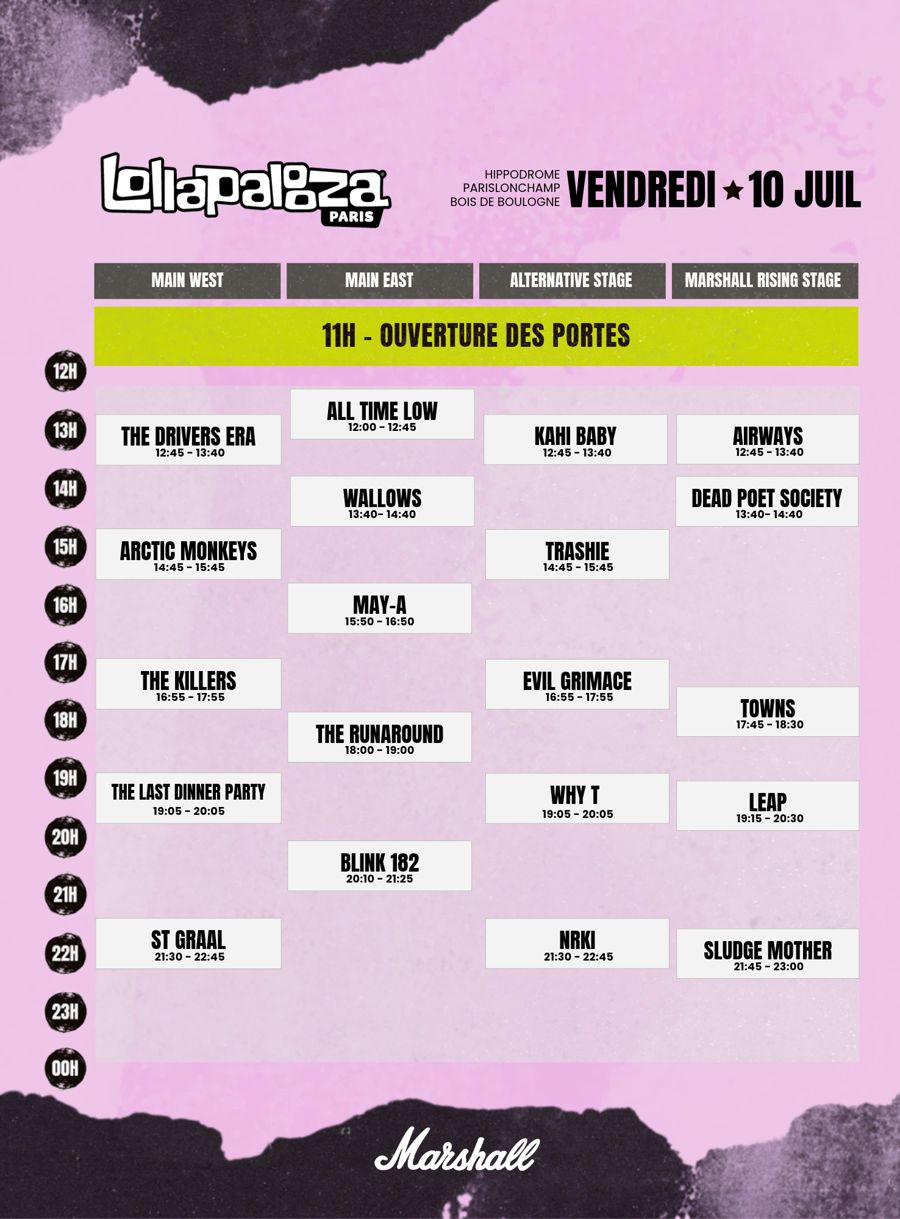 Lollapalooza
PARIS
HIPPODROME
PARISLONCHAMP
BOIS DE BOULOGNE
VENDREDI ★ 10 JUIL
MAIN WEST
MAIN EAST
ALTERNATIVE STAGE
MARSHALL RISING STAGE
11H - OUVERTURE DES PORTES
12H
ALL TIME LOW
12:00 - 12:45
13H
THE DRIVERS ERA
12:45 - 13:40
KAHI BABY
12:45 - 13:40
AIRWAYS
12:45 - 13:40
14H
WALLOWS
13:40- 14:40
DEAD POET SOCIETY
13:40- 14:40
15H
ARCTIC MONKEYS
14:45 - 15:45
TRASHIE
14:45 - 15:45
16H
MAY-A
15:50 - 16:50
17H
THE KILLERS
16:55 - 17:55
EVIL GRIMACE
16:55 - 17:55
TOWNS
17:45 - 18:30
18H
THE RUNAROUND
18:00 - 19:00
19H
THE LAST DINNER PARTY
19:05 - 20:05
WHY T
19:05 - 20:05
LEAP
19:15 - 20:30
20H
BLINK 182
20:10 - 21:25
21H
ST GRAAL
21:30 - 22:45
NRKI
21:30 - 22:45
SLUDGE MOTHER
21:45 - 23:00
22H
23H
00H
Marshall